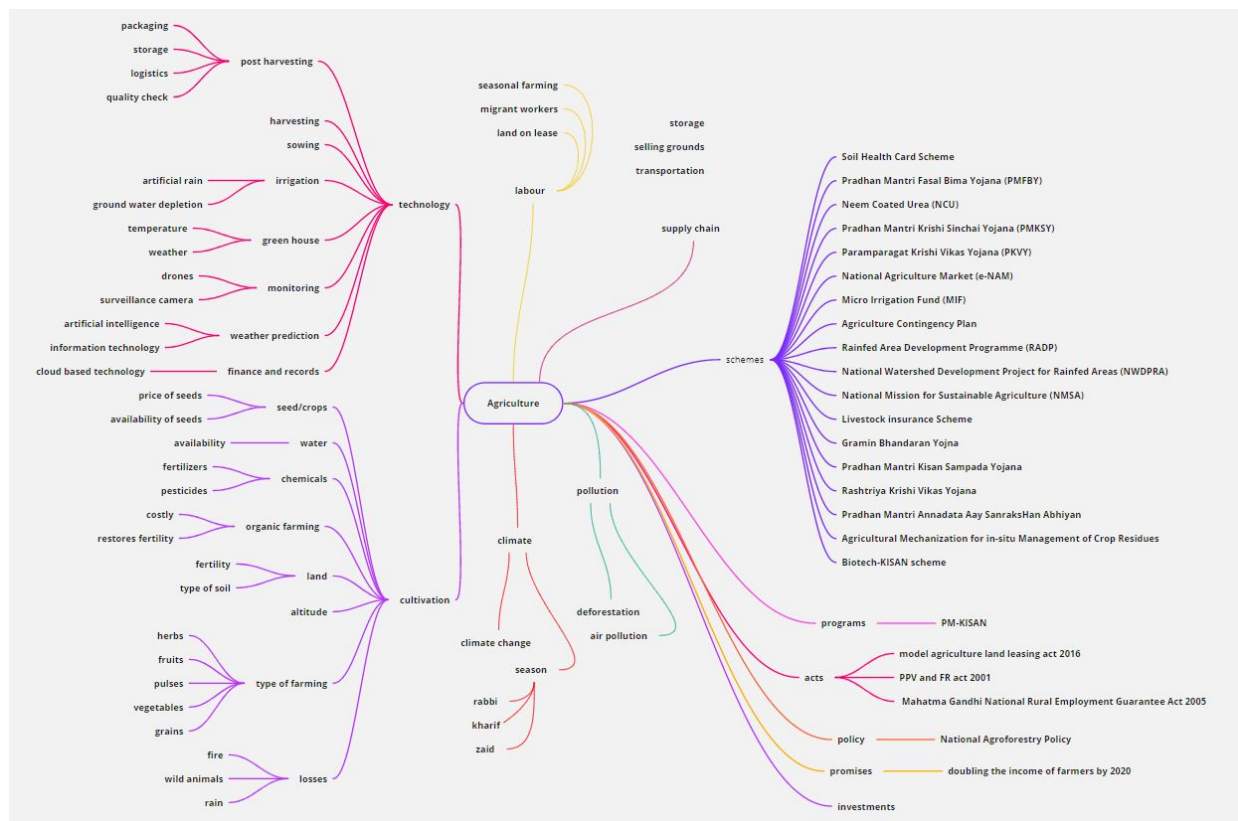 packaging
storage
logistics
quality check
post harvesting
harvesting
sowing
artificial rain
ground water depletion
irrigation
temperature
weather
green house
drones
surveillance camera
monitoring
artificial intelligence
information technology
weather prediction
cloud based technology
finance and records
technology
price of seeds
availability of seeds
seed/crops
availability
water
fertilizers
pesticides
chemicals
costly
restores fertility
organic farming
fertility
type of soil
land
altitude
herbs
fruits
pulses
vegetables
grains
type of farming
fire
wild animals
rain
losses
cultivation
seasonal farming
migrant workers
land on lease
labour
storage
selling grounds
transportation
supply chain
Agriculture
climate
climate change
season
rabbi
kharif
zaid
pollution
deforestation
air pollution
schemes
Soil Health Card Scheme
Pradhan Mantri Fasal Bima Yojana (PMFBY)
Neem Coated Urea (NCU)
Pradhan Mantri Krishi Sinchai Yojana (PMKSY)
Paramparagat Krishi Vikas Yojana (PKVY)
National Agriculture Market (e-NAM)
Micro Irrigation Fund (MIF)
Agriculture Contingency Plan
Rainfed Area Development Programme (RADP)
National Watershed Development Project for Rainfed Areas (NWDPRA)
National Mission for Sustainable Agriculture (NMSA)
Livestock insurance Scheme
Gramin Bhandaran Yojna
Pradhan Mantri Kisan Sampada Yojana
Rashtriya Krishi Vikas Yojana
Pradhan Mantri Annadata Aay SanraksHan Abhiyan
Agricultural Mechanization for in-situ Management of Crop Residues
Biotech-KISAN scheme
programs
PM-KISAN
acts
model agriculture land leasing act 2016
PPV and FR act 2001
Mahatma Gandhi National Rural Employment Guarantee Act 2005
policy
National Agroforestry Policy
promises
doubling the income of farmers by 2020
investments